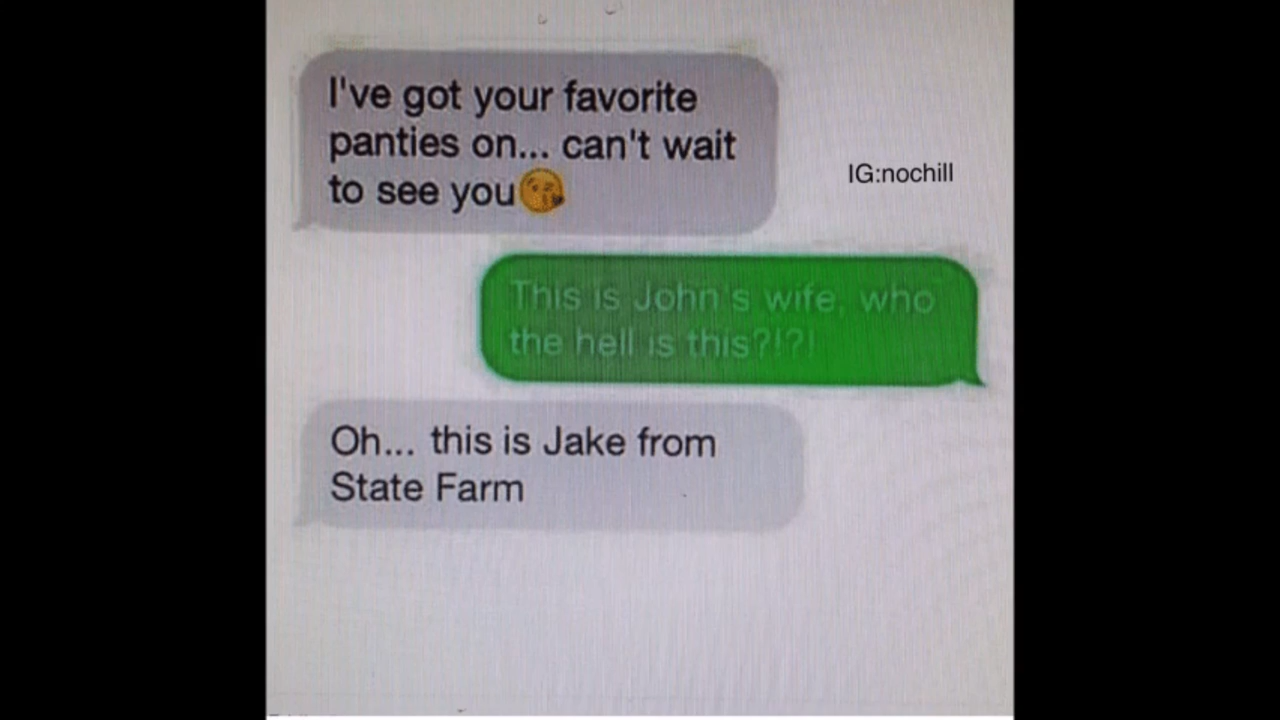 I've got your favorite
panties on... can't wait
to see you😘
IG:nochill
This is John's wife, who
the hell is this?!?!
Oh... this is Jake from
State Farm